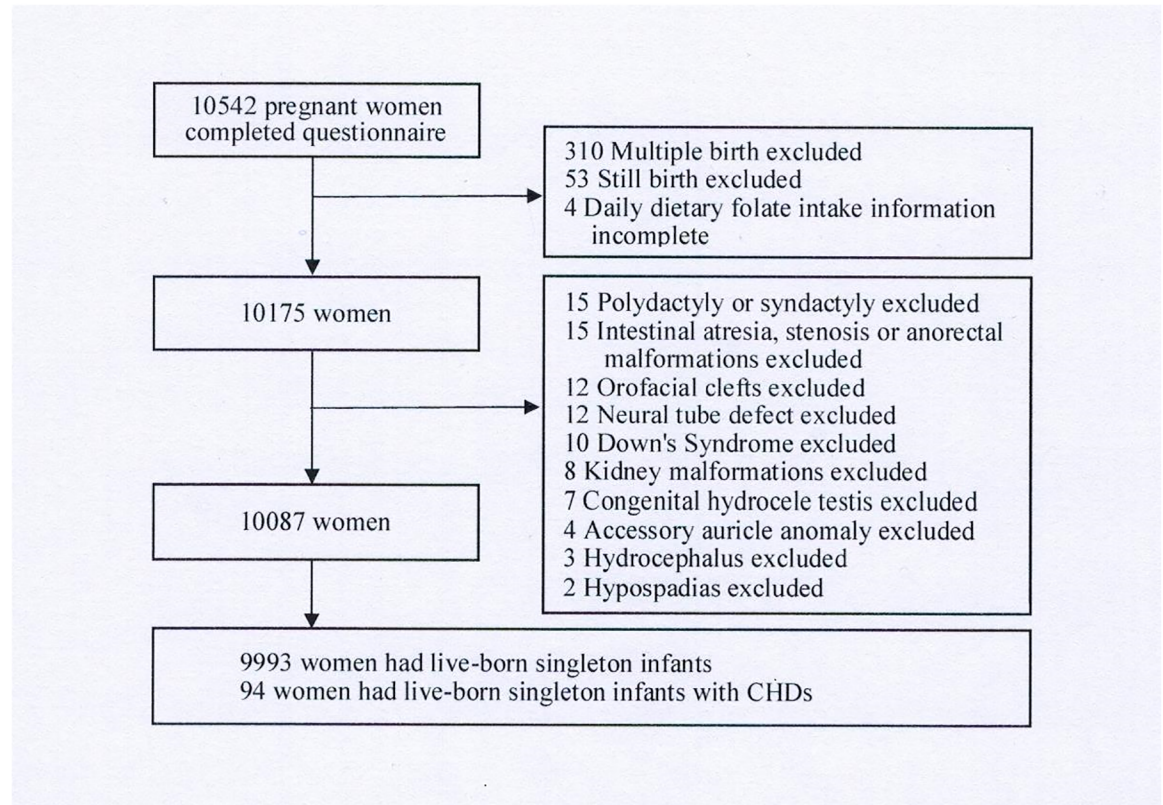 10542 pregnant women
completed questionnaire
310 Multiple birth excluded
53 Still birth excluded
4 Daily dietary folate intake information
incomplete
10175 women
15 Polydactyly or syndactyly excluded
15 Intestinal atresia, stenosis or anorectal
malformations excluded
12 Orofacial clefts excluded
12 Neural tube defect excluded
10 Down's Syndrome excluded
8 Kidney malformations excluded
7 Congenital hydrocele testis excluded
4 Accessory auricle anomaly excluded
3 Hydrocephalus excluded
2 Hypospadias excluded
10087 women
9993 women had live-born singleton infants
94 women had live-born singleton infants with CHDs